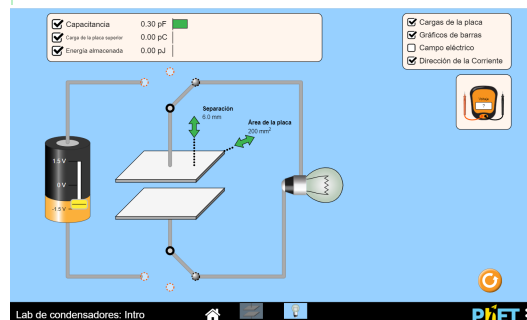 Capacitancia 0.30 pF
Carga de la placa superior 0.00 pC
Energía almacenada 0.00 pJ
Cargas de la placa
Gráficos de barras
Campo eléctrico
Dirección de la Corriente
Separación
6.0 mm
Área de la placa
200 mm²
1.5 V
0 V
-1.5 V
Lab de condensadores: Intro
PhET